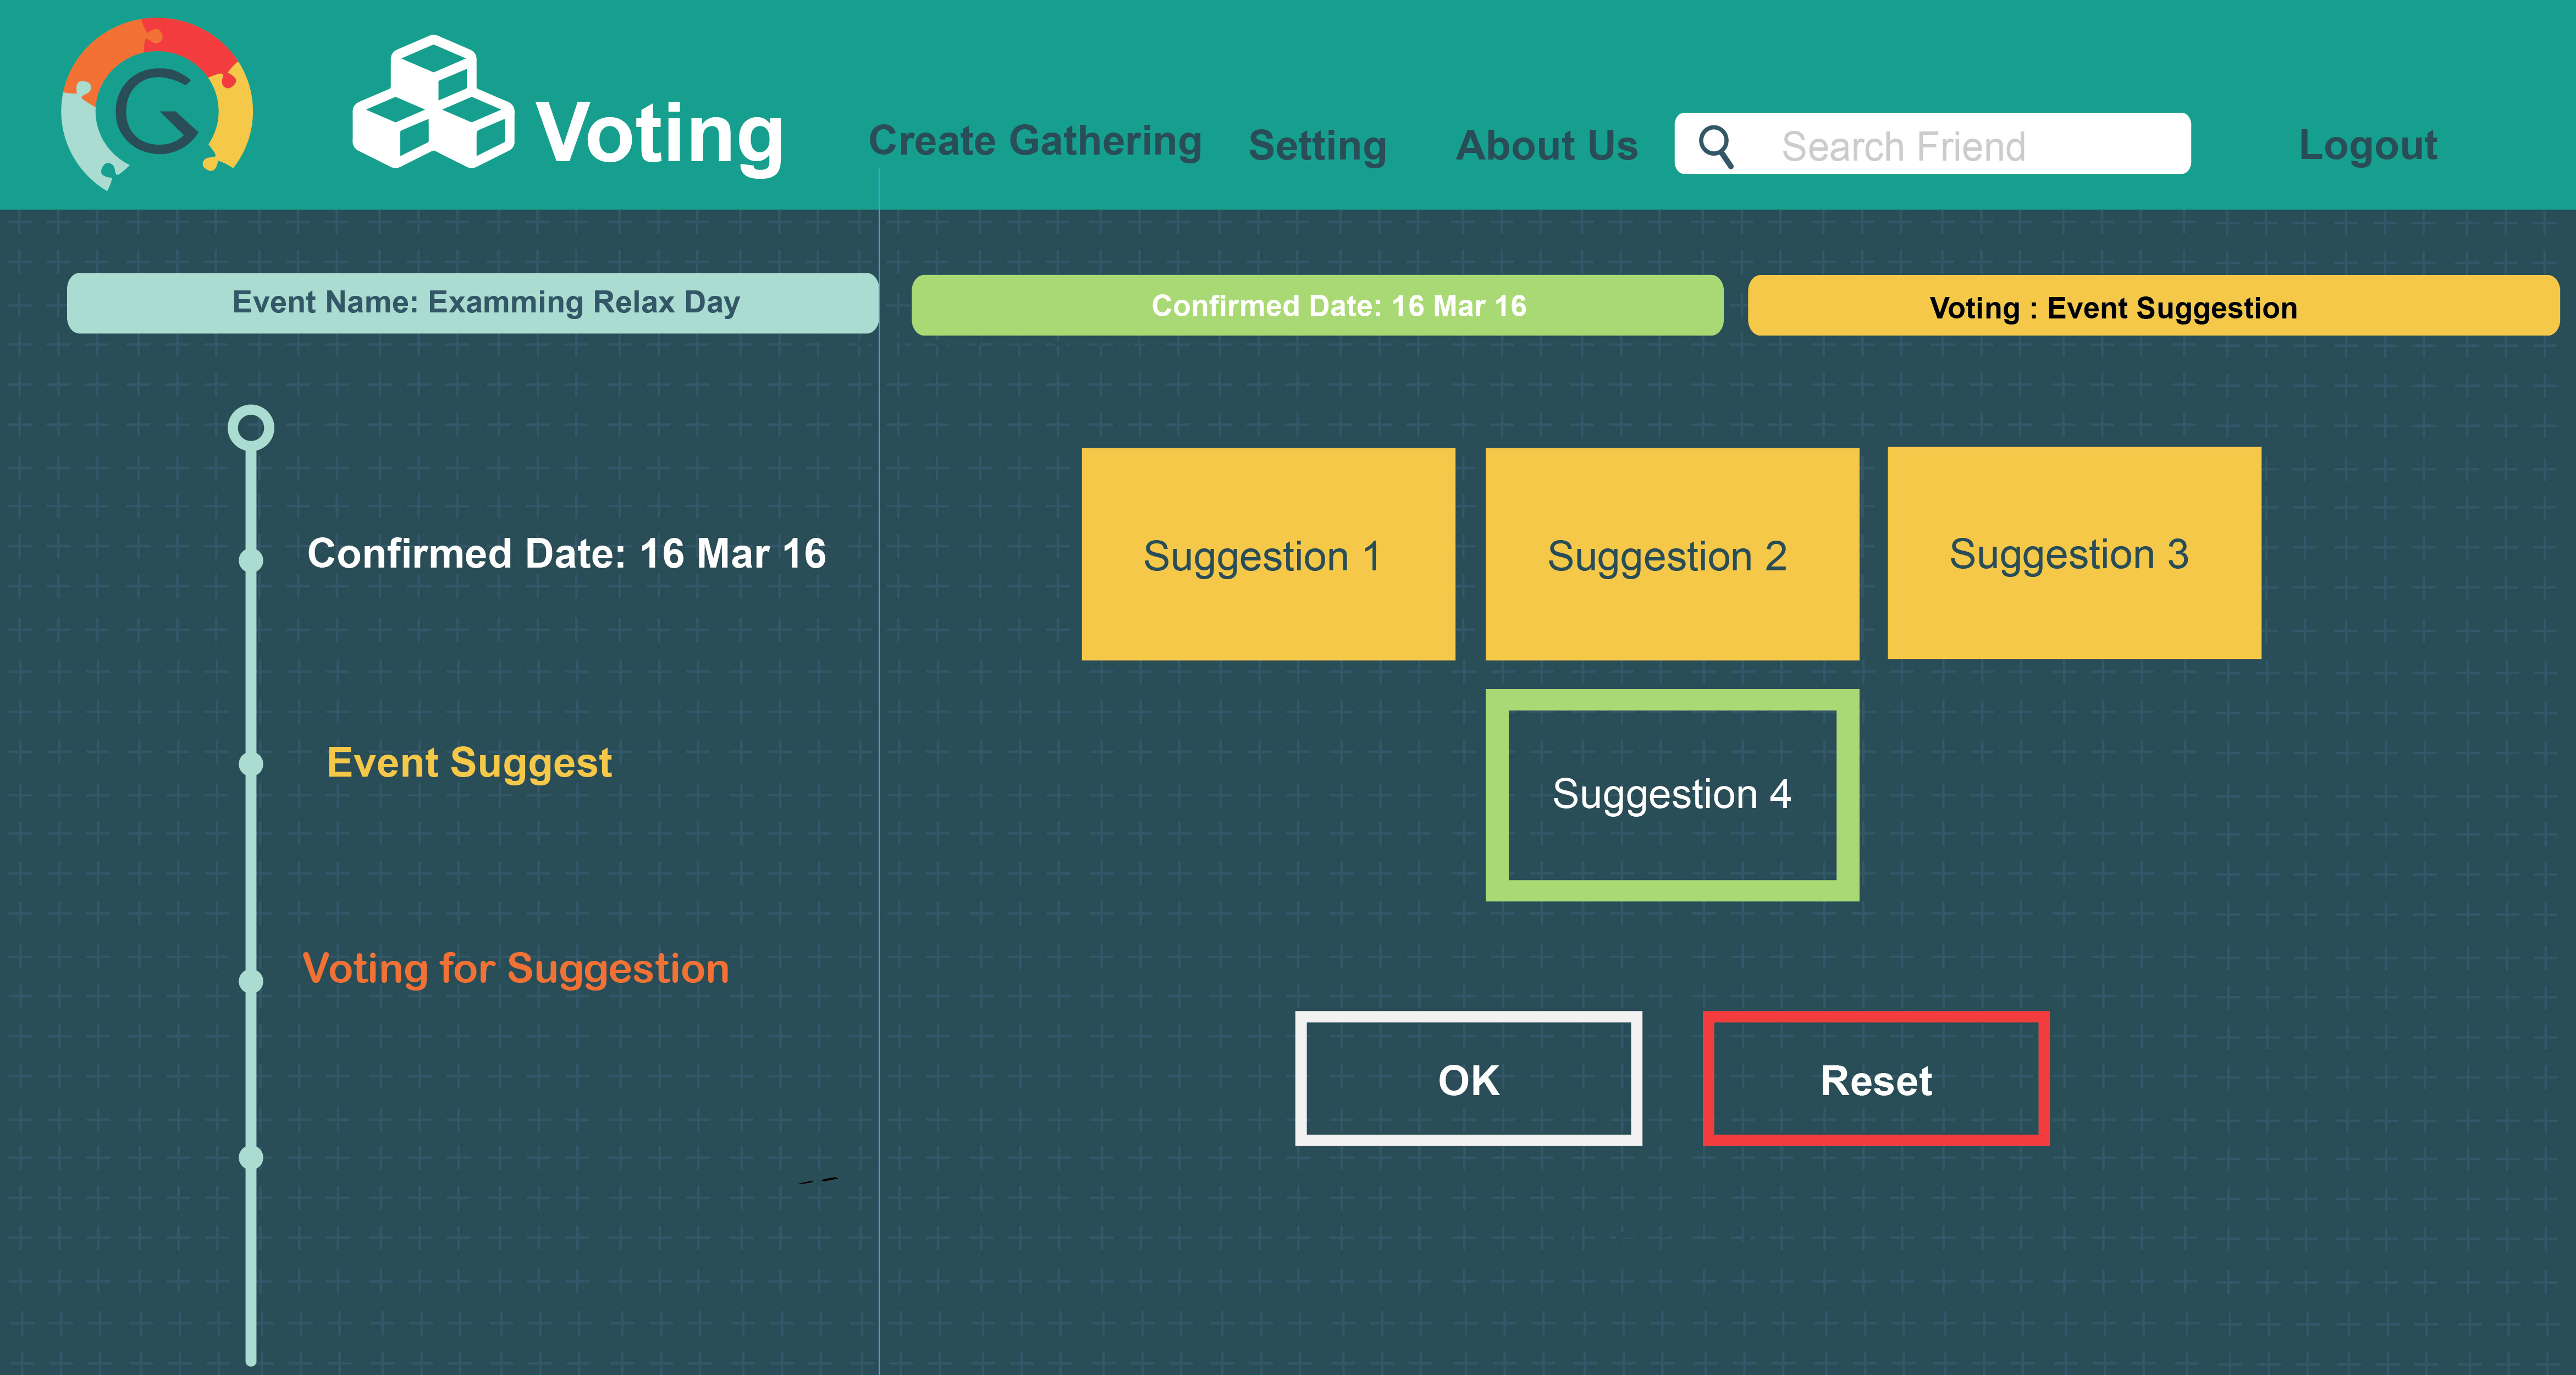 G
Voting
Create Gathering
Setting
About Us
Search Friend
Logout
Event Name: Examming Relax Day
Confirmed Date: 16 Mar 16
Voting : Event Suggestion
Confirmed Date: 16 Mar 16
Event Suggest
Voting for Suggestion
Suggestion 1
Suggestion 2
Suggestion 3
Suggestion 4
OK
Reset